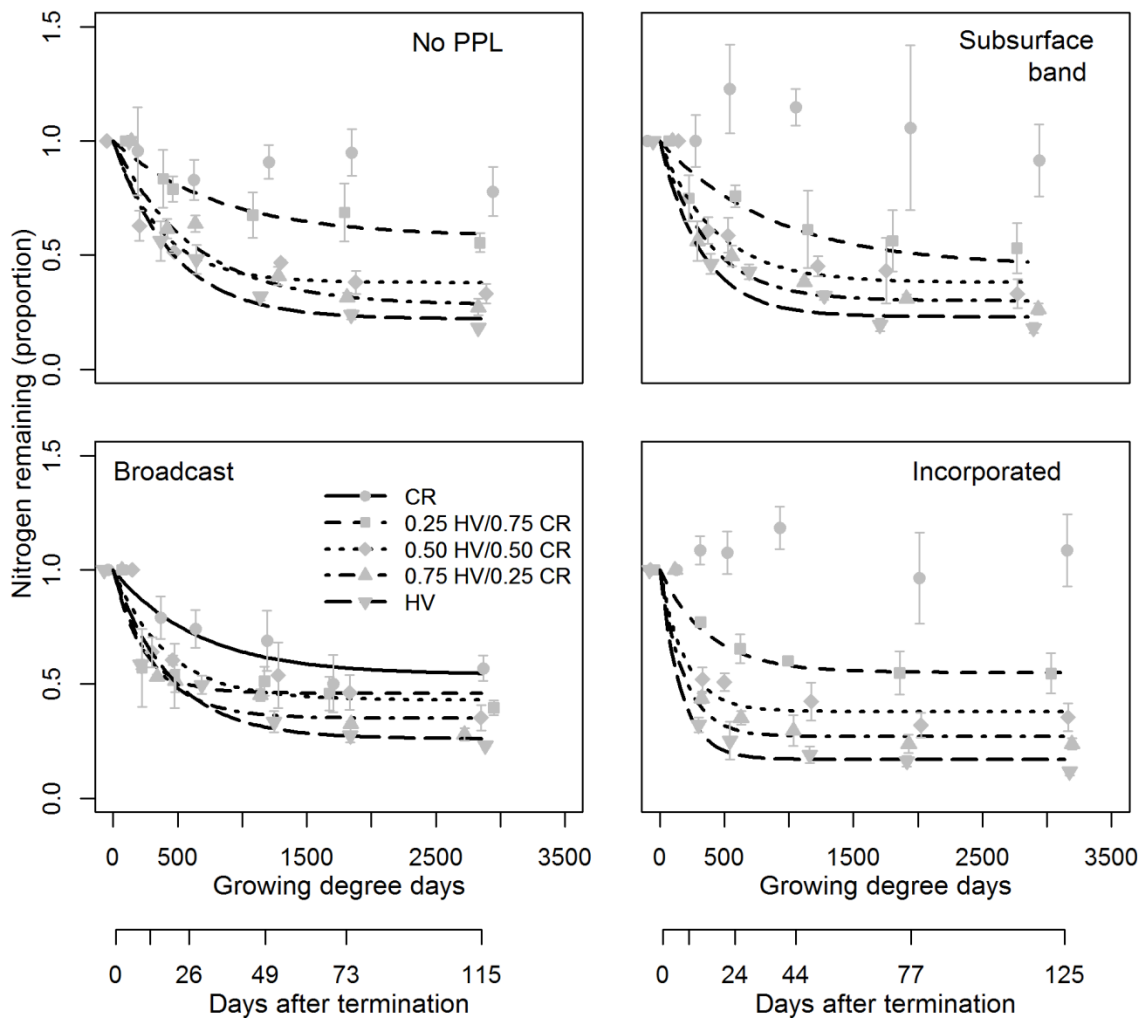 No PPL
Subsurface
band
Nitrogen remaining (proportion)
1.5
1.0
0.5
0.0
Broadcast
CR
0.25 HV/0.75 CR
0.50 HV/0.50 CR
0.75 HV/0.25 CR
HV
Incorporated
1.5
1.0
0.5
0.0
0 500 1500 2500 3500
Growing degree days
0 500 1500 2500 3500
Growing degree days
0 26 49 73 115
Days after termination
0 24 44 77 125
Days after termination